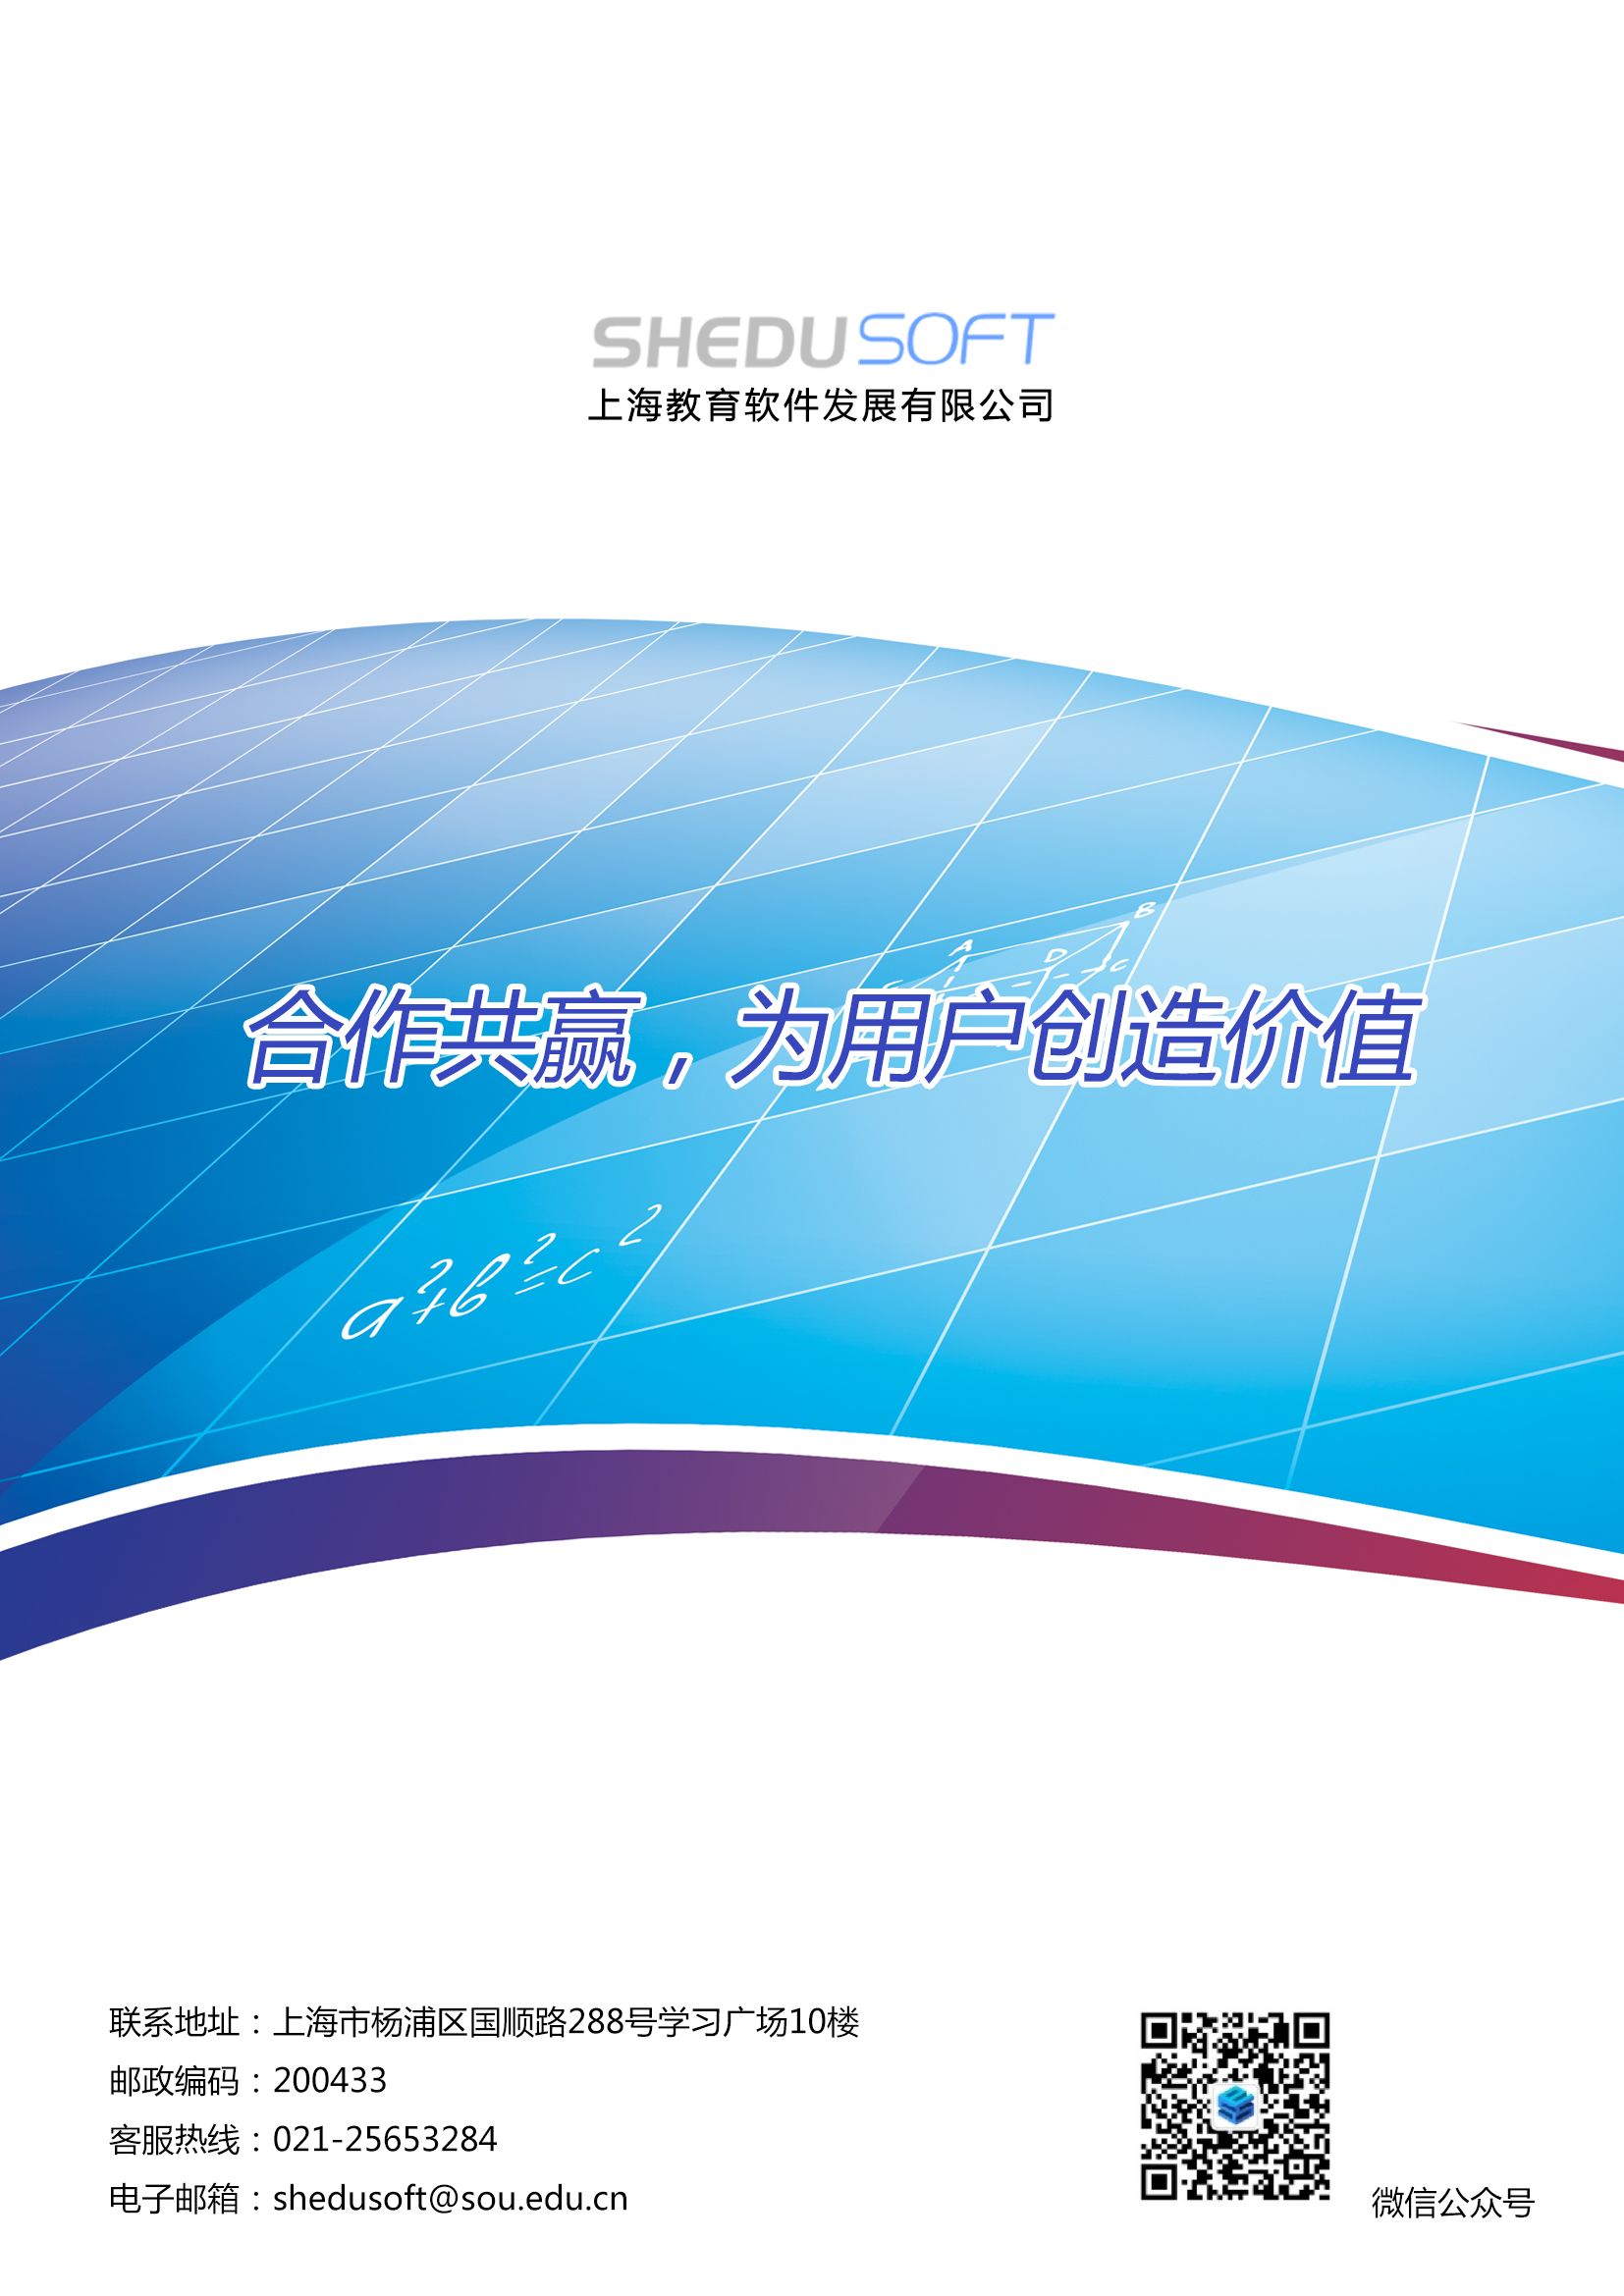 SHEDUSOFT
上海教育软件发展有限公司
B
A
D
C
合作共赢，为用户创造价值
a²+b²=c²
联系地址：上海市杨浦区国顺路288号学习广场10楼
邮政编码：200433
客服热线：021-25653284
电子邮箱：shedusoft@sou.edu.cn
微信公众号